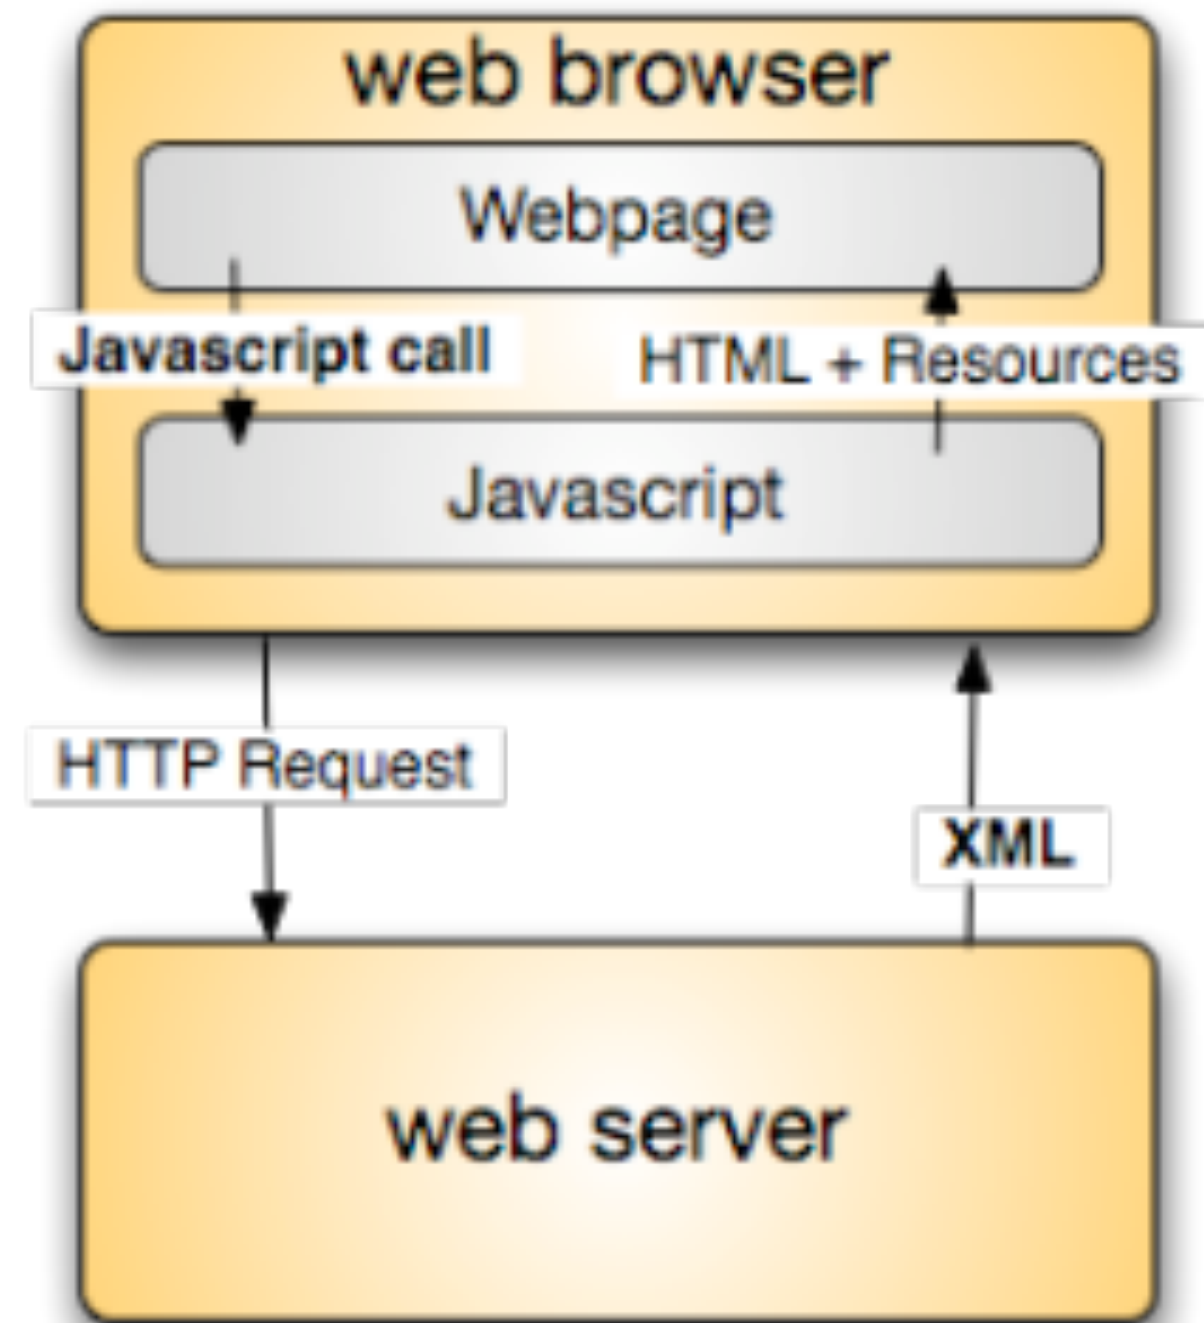 web browser
Webpage
Javascript call
HTML + Resources
Javascript
HTTP Request
XML
web server